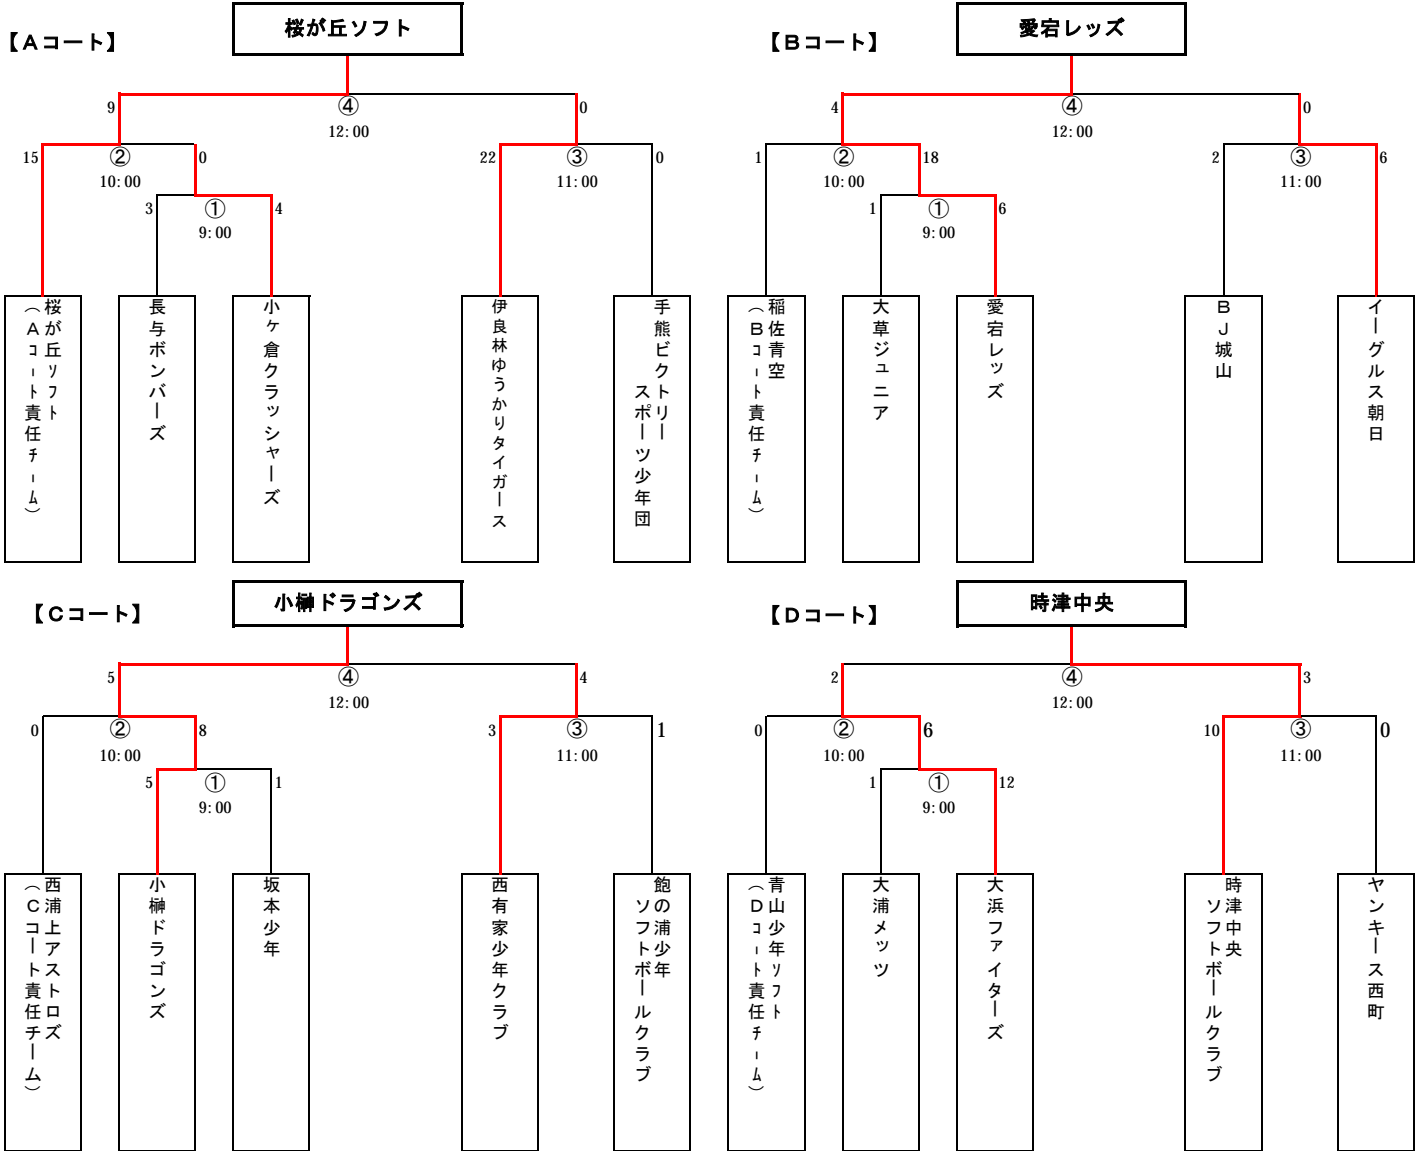 【Aコート】
桜が丘ソフト
9
④
0
12:00
15
②
0
10:00
22
③
0
11:00
3
①
4
9:00
桜が丘ソフト
（Aコート責任チーム）
長与ボンバーズ
小ヶ倉クラッシャーズ
伊良林ゆうかりタイガース
手熊ビクトリー
スポーツ少年団
【Bコート】
愛宕レッズ
4
④
0
12:00
1
②
18
10:00
2
③
6
11:00
1
①
6
9:00
稲佐青空
（Bコート責任チーム）
大草ジュニア
愛宕レッズ
BJ城山
イーグルス朝日
【Cコート】
小榊ドラゴンズ
5
④
4
12:00
0
②
8
10:00
3
③
1
11:00
5
①
1
9:00
西浦上アストロズ
（Cコート責任チーム）
小榊ドラゴンズ
坂本少年
西有家少年クラブ
飽の浦少年
ソフトボールクラブ
【Dコート】
時津中央
2
④
3
12:00
0
②
6
10:00
10
③
0
11:00
1
①
12
9:00
青山少年ソフト
（Dコート責任チーム）
大浦メッツ
大浜ファイターズ
時津中央
ソフトボールクラブ
ヤンキース西町